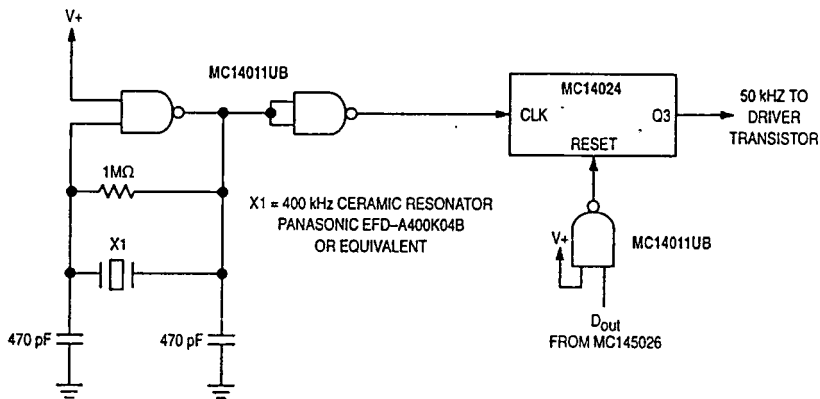 V+
MC14011UB
MC14024
CLK
Q3
RESET
50 kHZ TO
DRIVER
TRANSISTOR
1MΩ
X1 = 400 kHz CERAMIC RESONATOR
PANASONIC EFD–A400K04B
OR EQUIVALENT
X1
V+
MC14011UB
470 pF
470 pF
Dout
FROM MC145026